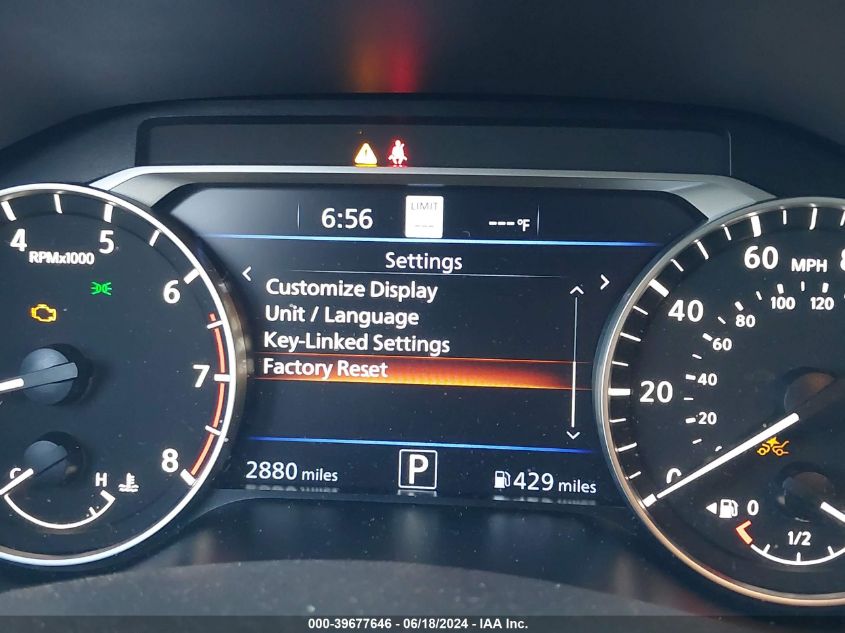 6:56
LIMIT
---
---°F
4
5
6
7
8
RPMx1000
Settings
Customize Display
Unit / Language
Key-Linked Settings
Factory Reset
60
MPH
40
20
0
120
100
80
60
40
20
C
H
2880 miles
P
429 miles
0
1/2
000-39677646 - 06/18/2024 - IAA Inc.